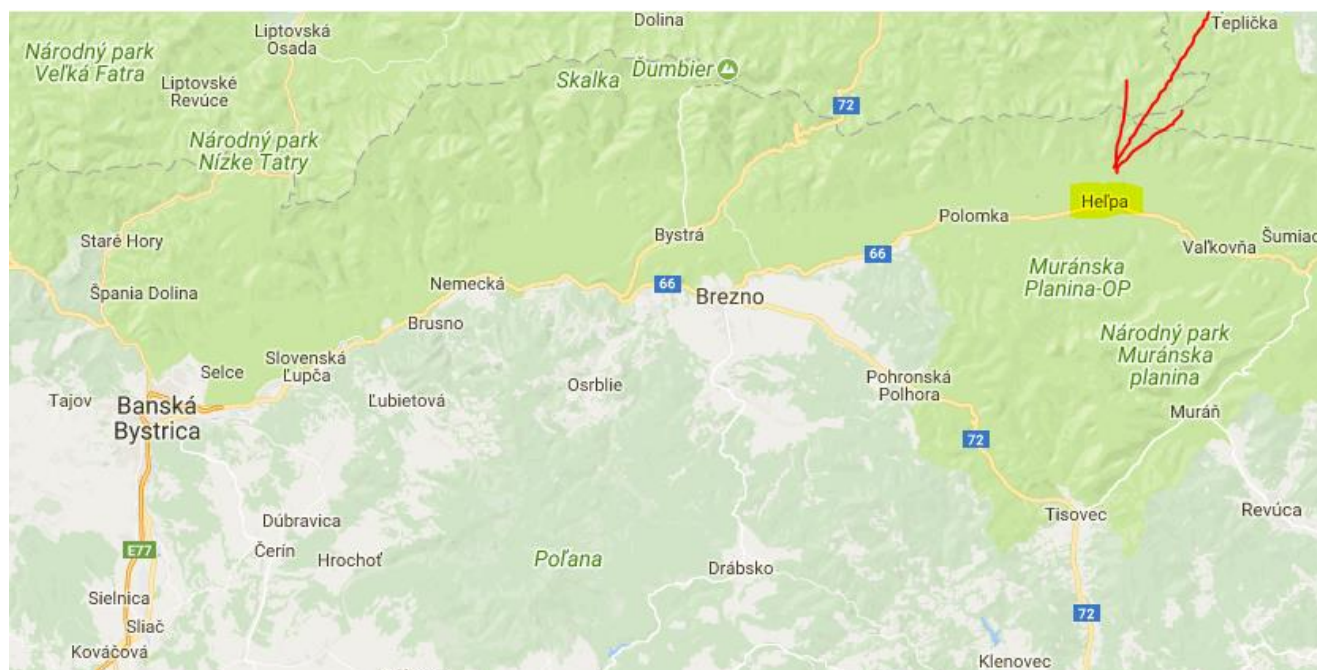 Dolina
Teplička
Liptovská
Osada
Národný park
Veľká Fatra
Skalka
Ďumbier
Liptovské
Revúce
72
Národný park
Nízke Tatry
Heľpa
Polomka
Staré Hory
Bystrá
Šumiac
Vaľkovňa
66
Muránska
Planina-OP
Nemecká
66
Brezno
Špania Dolina
Brusno
Národný park
Muránska
planina
Slovenská
Ľupča
Selce
Osrblie
Pohronská
Polhora
Tajov
Ľubietová
Banská
Bystrica
Muráň
72
Tisovec
Revúca
Dúbravica
E77
Čerín
Hrochoť
Poľana
Drábsko
Sielnica
72
Sliač
Kováčová
Klenovec